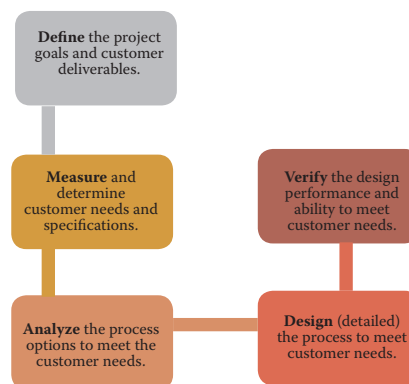 Define the project
goals and customer
deliverables.
Measure and
determine
customer needs and
specifications.
Analyze the process
options to meet the
customer needs.
Design (detailed)
the process to meet
customer needs.
Verify the design
performance and
ability to meet
customer needs.